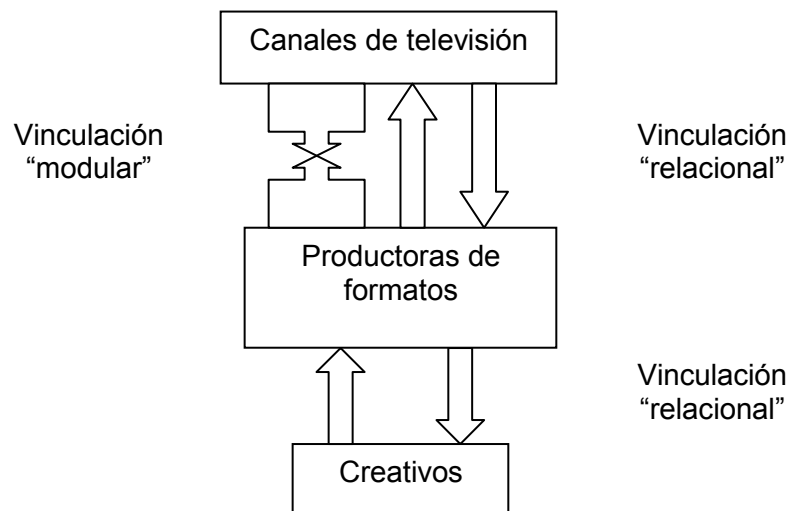 Canales de televisión
Vinculación
“modular”
Vinculación
“relacional”
Productoras de
formatos
Vinculación
“relacional”
Creativos